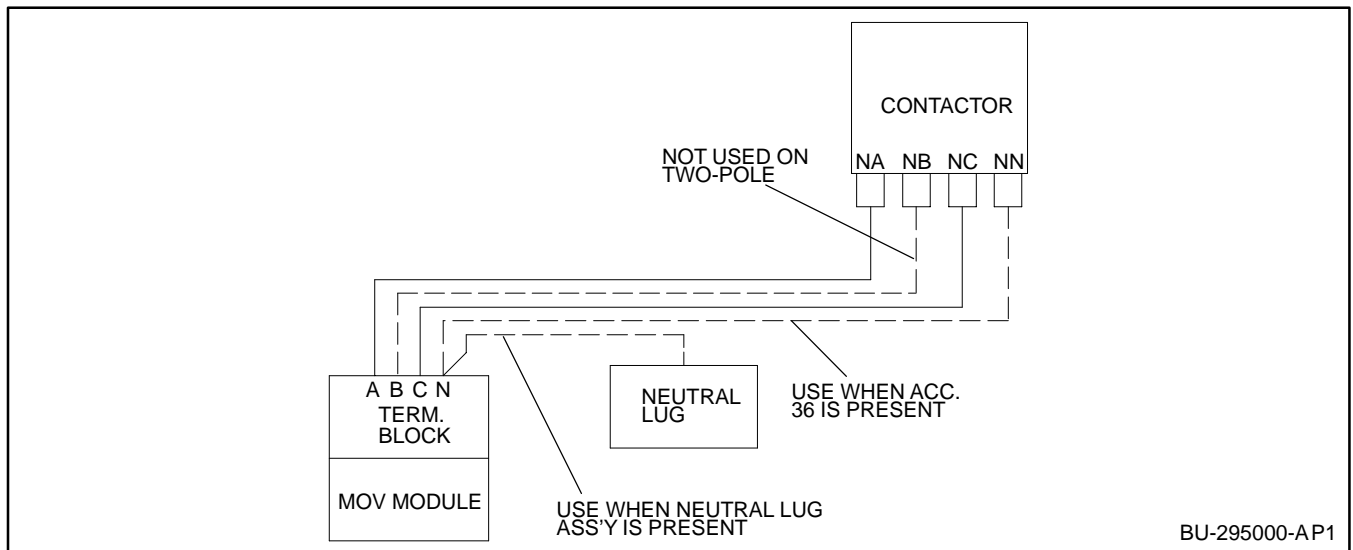 CONTACTOR
NOT USED ON
TWO-POLE
NA NB NC NN
A B C N
TERM.
BLOCK
MOV MODULE
NEUTRAL
LUG
USE WHEN ACC.
36 IS PRESENT
USE WHEN NEUTRAL LUG
ASS'Y IS PRESENT
BU-295000-AP1